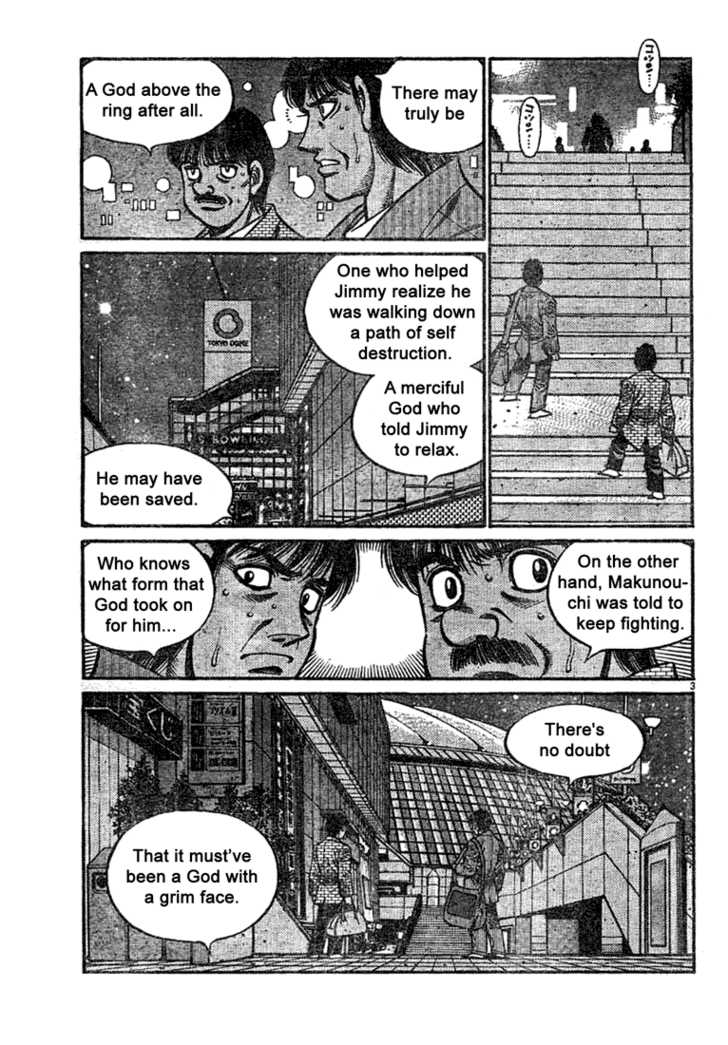 There may
truly be
A God above the
ring after all.
One who helped
Jimmy realize he
was walking down
a path of self
destruction.
A merciful
God who
told Jimmy
to relax.
TOKYO DOME
He may have
been saved.
On the other
hand, Makunou-
chi was told to
keep fighting.
Who knows
what form that
God took on
for him...
3
There's
no doubt
That it must've
been a God with
a grim face.